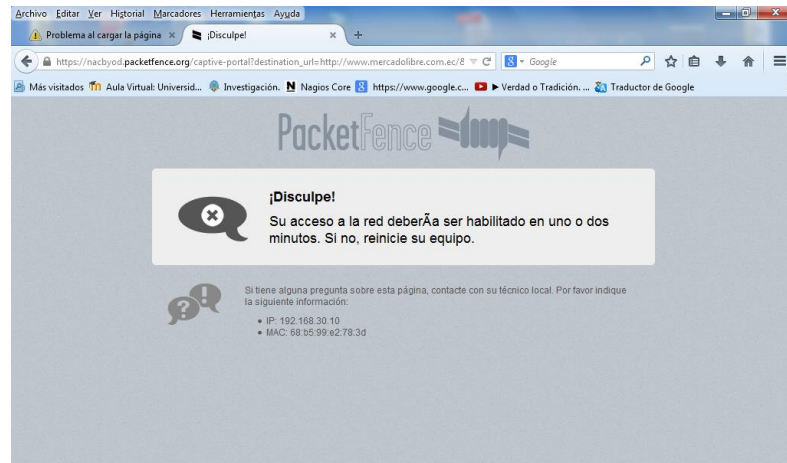 Archivo Editar Ver Historial Marcadores Herramientas Ayuda
Problema al cargar la página × ¡Disculpe! × +
https://nacbyod.packetfence.org/captive-portal?destination_url=http://www.mercadolibre.com.ec/ Google
Más visitados Aula Virtual: Universid... Investigación. Nagios Core https://www.google.c... ► Verdad o Tradición. ... Traductor de Google
PacketFence
¡Disculpe!
Su acceso a la red deberÃa ser habilitado en uno o dos
minutos. Si no, reinicie su equipo.
Si tiene alguna pregunta sobre esta página, contacte con su técnico local. Por favor indique
la siguiente información:
• IP: 192.168.30.10
• MAC: 68:b5:99:e2:78:3d